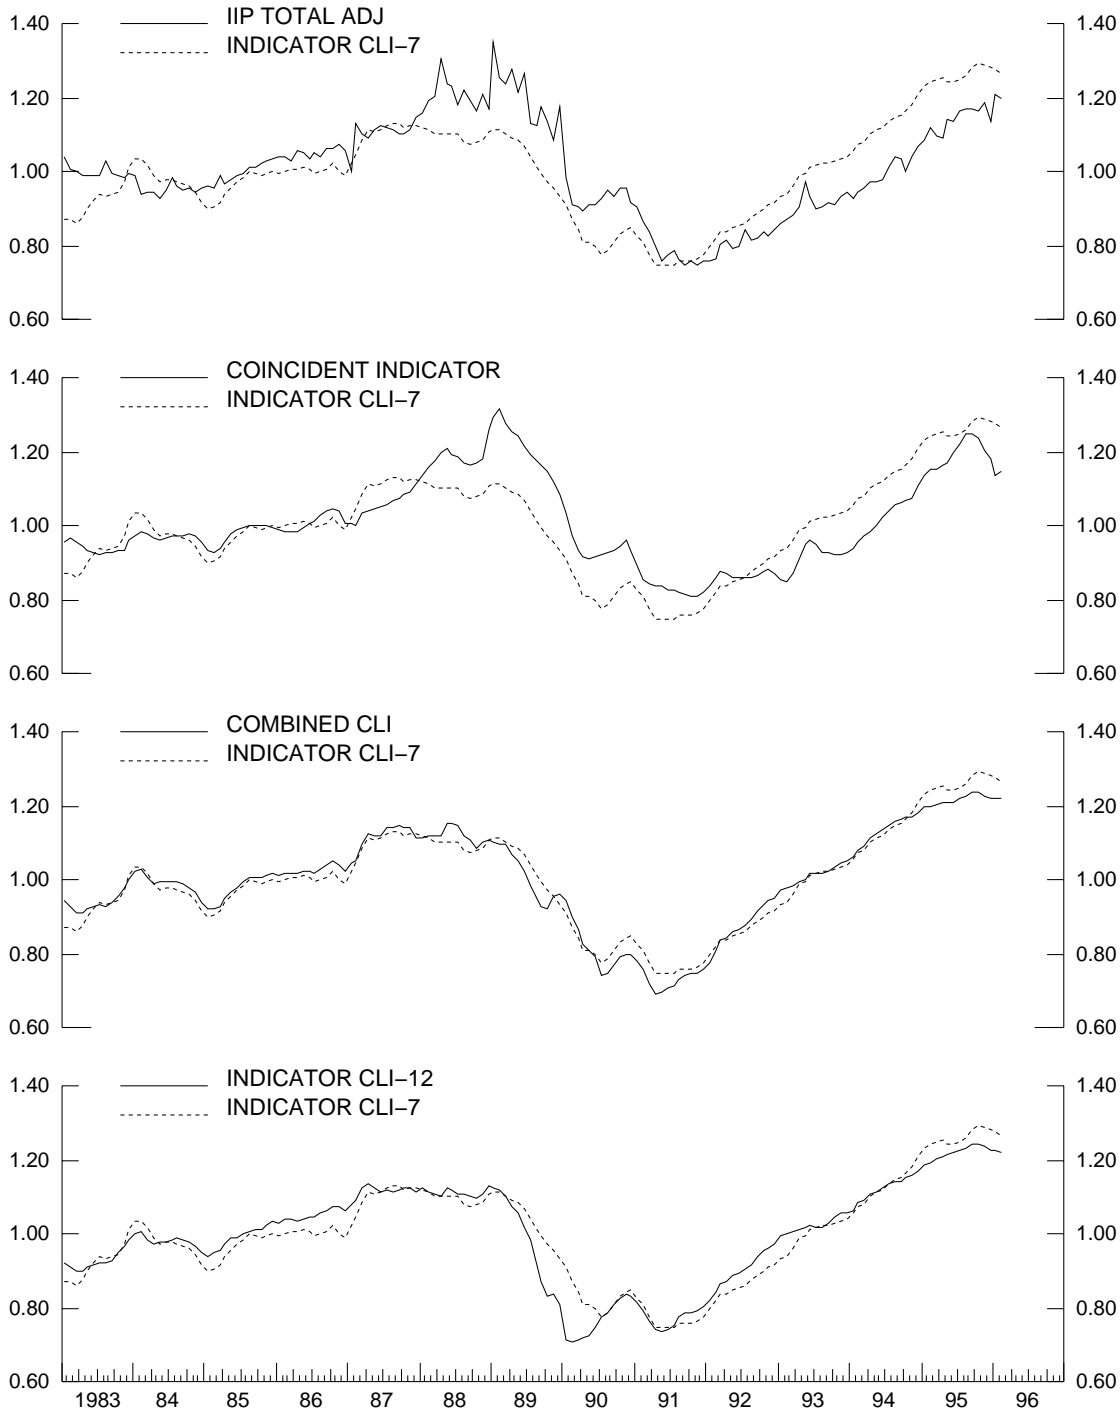 1.40 IIP TOTAL ADJ 1.40
INDICATOR CLI–7
1.20 1.20
1.00 1.00
0.80 0.80
0.60 0.60
1.40 COINCIDENT INDICATOR 1.40
INDICATOR CLI–7
1.20 1.20
1.00 1.00
0.80 0.80
0.60 0.60
1.40 COMBINED CLI 1.40
INDICATOR CLI–7
1.20 1.20
1.00 1.00
0.80 0.80
0.60 0.60
1.40 INDICATOR CLI–12 1.40
INDICATOR CLI–7
1.20 1.20
1.00 1.00
0.80 0.80
0.60 0.60
1983 84 85 86 87 88 89 90 91 92 93 94 95 96